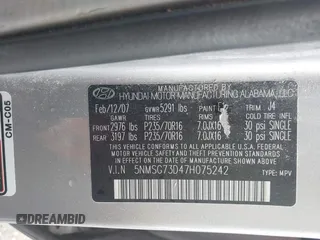 MANUFACTURED BY
HYUNDAI MOTOR MANUFACTURING ALABAMA, LLC
Feb/12/07 GVWR 5291 lbs PAINT TRIM J4
GAWR TIRES RIMS COLD TIRE INFL.
FRONT 2976 lbs P235/70R16 7.0JX16 30 psi SINGLE
REAR 3197 lbs P235/70R16 7.0JX16 30 psi SINGLE
THIS VEHICLE CONFORMS TO ALL APPLICABLE
U.S. FEDERAL MOTOR VEHICLE SAFETY AND
THEFT PREVENTION STANDARDS IN EFFECT ON
THE DATE OF MANUFACTURE SHOWN ABOVE
V.I.N 5NMSG73D47H075242 TYPE: MPV
CM-C05
DREAMBID